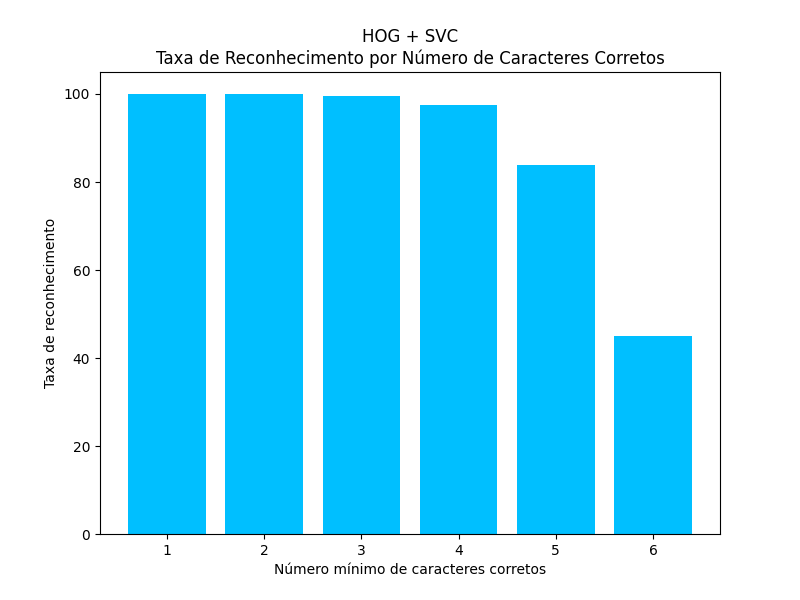 HOG + SVC
Taxa de Reconhecimento por Número de Caracteres Corretos
Taxa de reconhecimento
100
80
60
40
20
0
1 2 3 4 5 6
Número mínimo de caracteres corretos